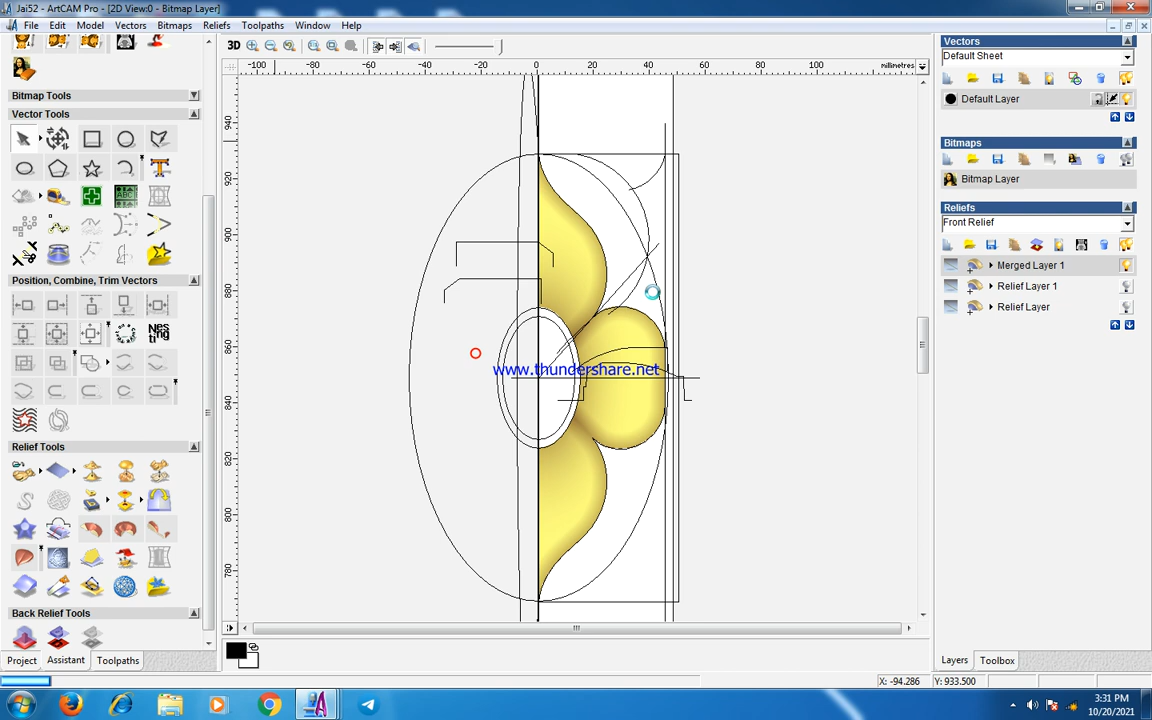 Jai52 - ArtCAM Pro - [2D View:0 - Bitmap Layer]
File Edit Model Vectors Bitmaps Reliefs Toolpaths Window Help
3D
-100 -80 -60 -40 -20 0 20 40 60 80 100 millimetres
Bitmap Tools
Vector Tools
Position, Combine, Trim Vectors
Relief Tools
Back Relief Tools
Project Assistant Toolpaths
940
920
900
880
860
840
820
800
780
www.thundershare.net
Vectors
Default Sheet
Default Layer
Bitmaps
Bitmap Layer
Reliefs
Front Relief
Merged Layer 1
Relief Layer 1
Relief Layer
Layers Toolbox
X: -94.286 Y: 933.500
3:31 PM
10/20/2021